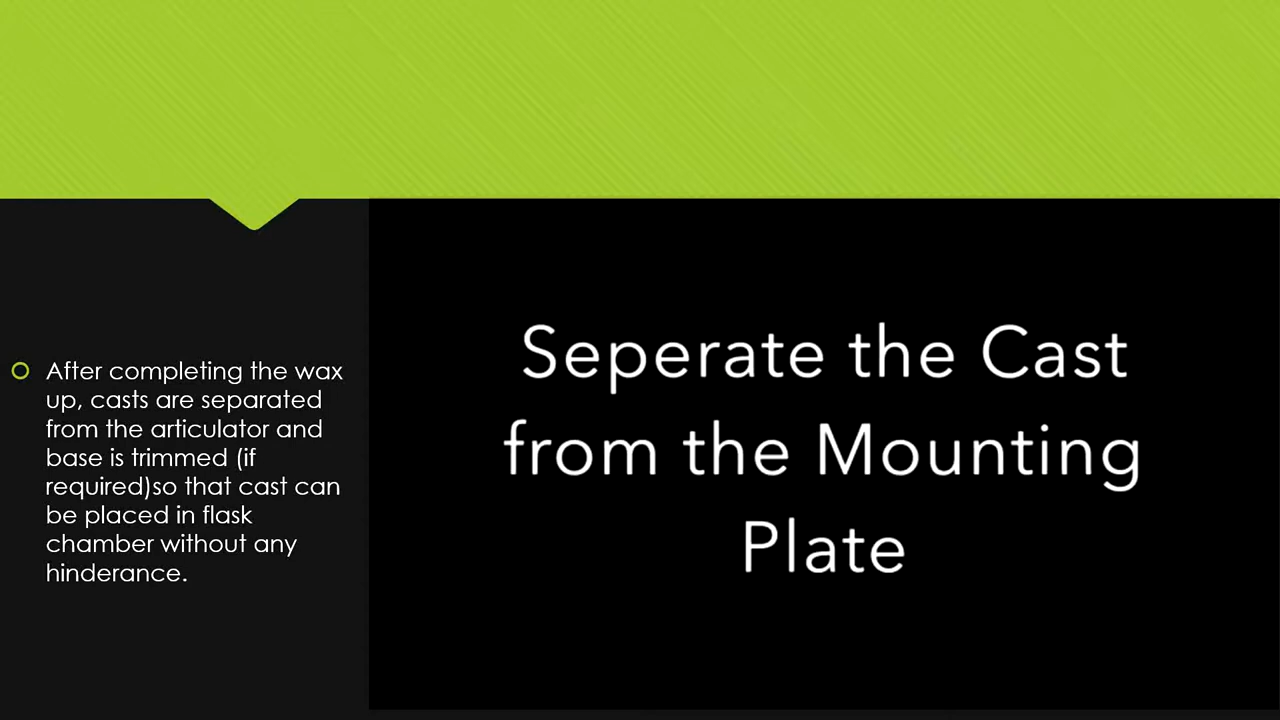 After completing the wax
up, casts are separated
from the articulator and
base is trimmed (if
required)so that cast can
be placed in flask
chamber without any
hinderance.
Seperate the Cast
from the Mounting
Plate